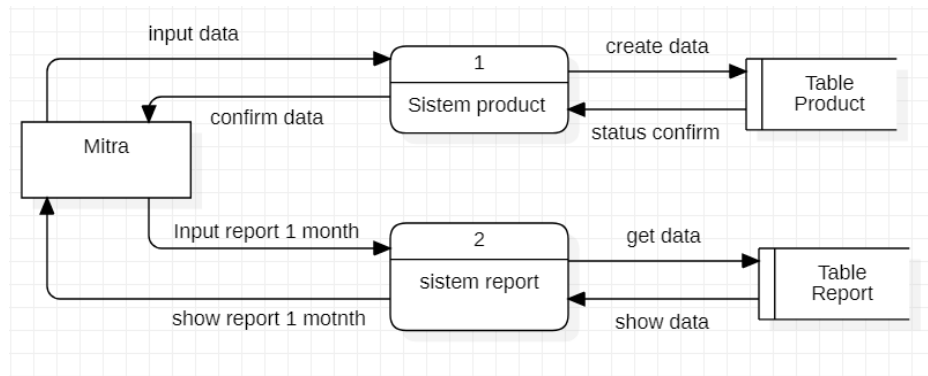 input data
1
create data
Sistem product
Table
Product
confirm data
status confirm
Mitra
Input report 1 month
2
get data
sistem report
Table
Report
show report 1 motnth
show data